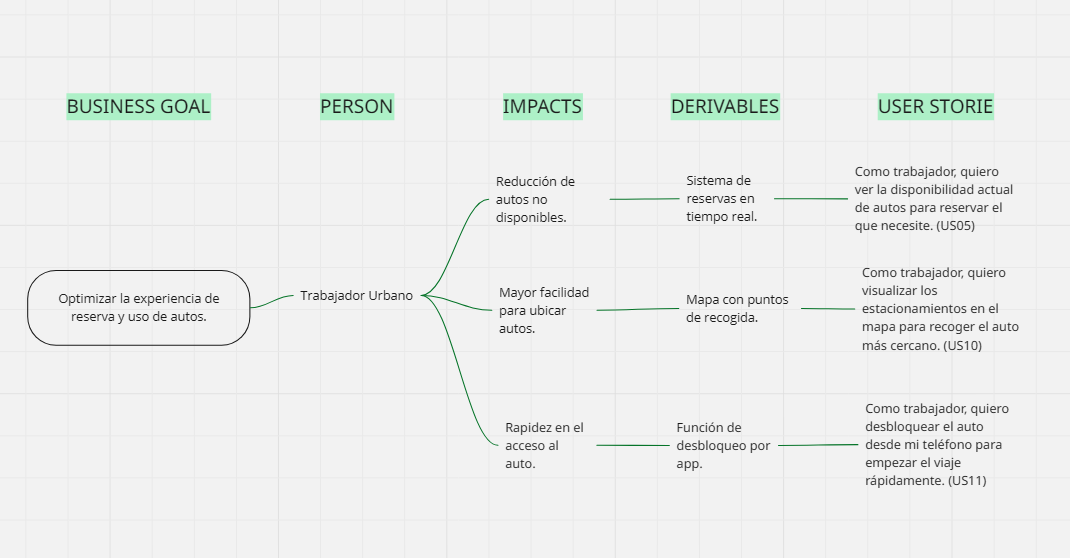 BUSINESS GOAL
PERSON
IMPACTS
DERIVABLES
USER STORIE
Optimizar la experiencia de
reserva y uso de autos.
Trabajador Urbano
Reducción de
autos no
disponibles.
Sistema de
reservas en
tiempo real.
Como trabajador, quiero
ver la disponibilidad actual
de autos para reservar el
que necesite. (US05)
Mayor facilidad
para ubicar
autos.
Mapa con puntos
de recogida.
Como trabajador, quiero
visualizar los
estacionamientos en el
mapa para recoger el auto
más cercano. (US10)
Rapidez en el
acceso al
auto.
Función de
desbloqueo por
app.
Como trabajador, quiero
desbloquear el auto
desde mi teléfono para
empezar el viaje
rápidamente. (US11)